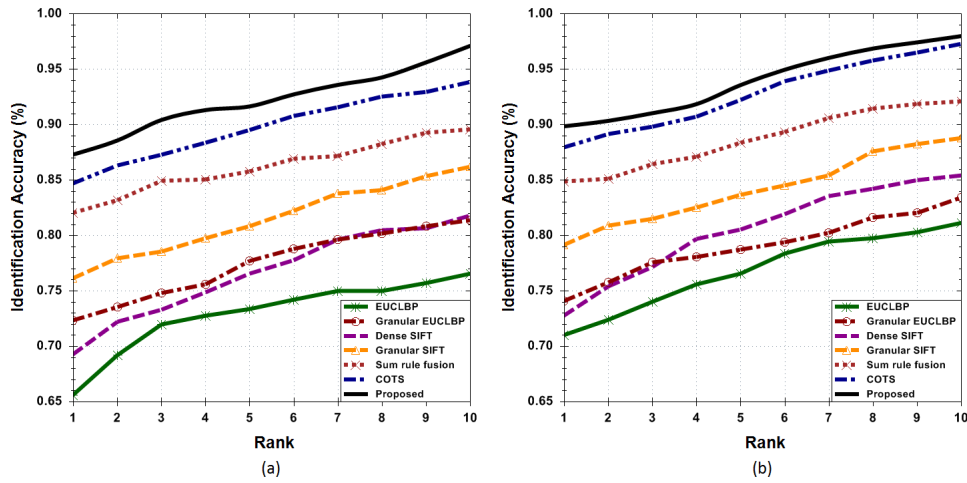 Identification Accuracy (%)
1.00
0.95
0.90
0.85
0.80
0.75
0.70
0.65
EUCLBP
Granular EUCLBP
Dense SIFT
Granular SIFT
Sum rule fusion
COTS
Proposed
1 2 3 4 5 6 7 8 9 10
Rank
(a)
Identification Accuracy (%)
1.00
0.95
0.90
0.85
0.80
0.75
0.70
0.65
EUCLBP
Granular EUCLBP
Dense SIFT
Granular SIFT
Sum rule fusion
COTS
Proposed
1 2 3 4 5 6 7 8 9 10
Rank
(b)